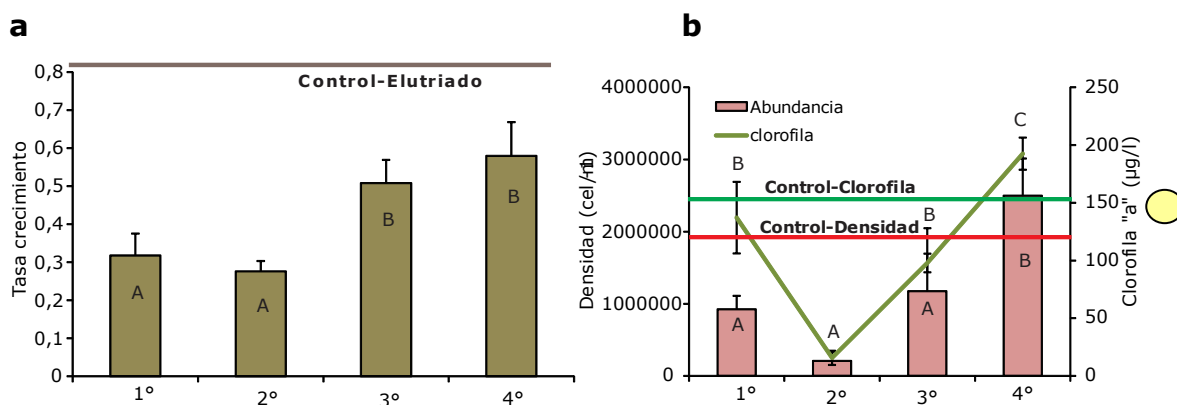 a
Control-Elutriado
Tasa crecimiento
0,8
0,7
0,6
0,5
0,4
0,3
0,2
0,1
0
A
A
B
B
1°
2°
3°
4°
b
Abundancia
clorofila
Control-Clorofila
Control-Densidad
Densidad
4000000
3000000
2000000
1000000
0
B
A
B
C
A
A
B
1°
2°
3°
4°
250
200
150
100
50
0
Clorofila "a" (µg/l)